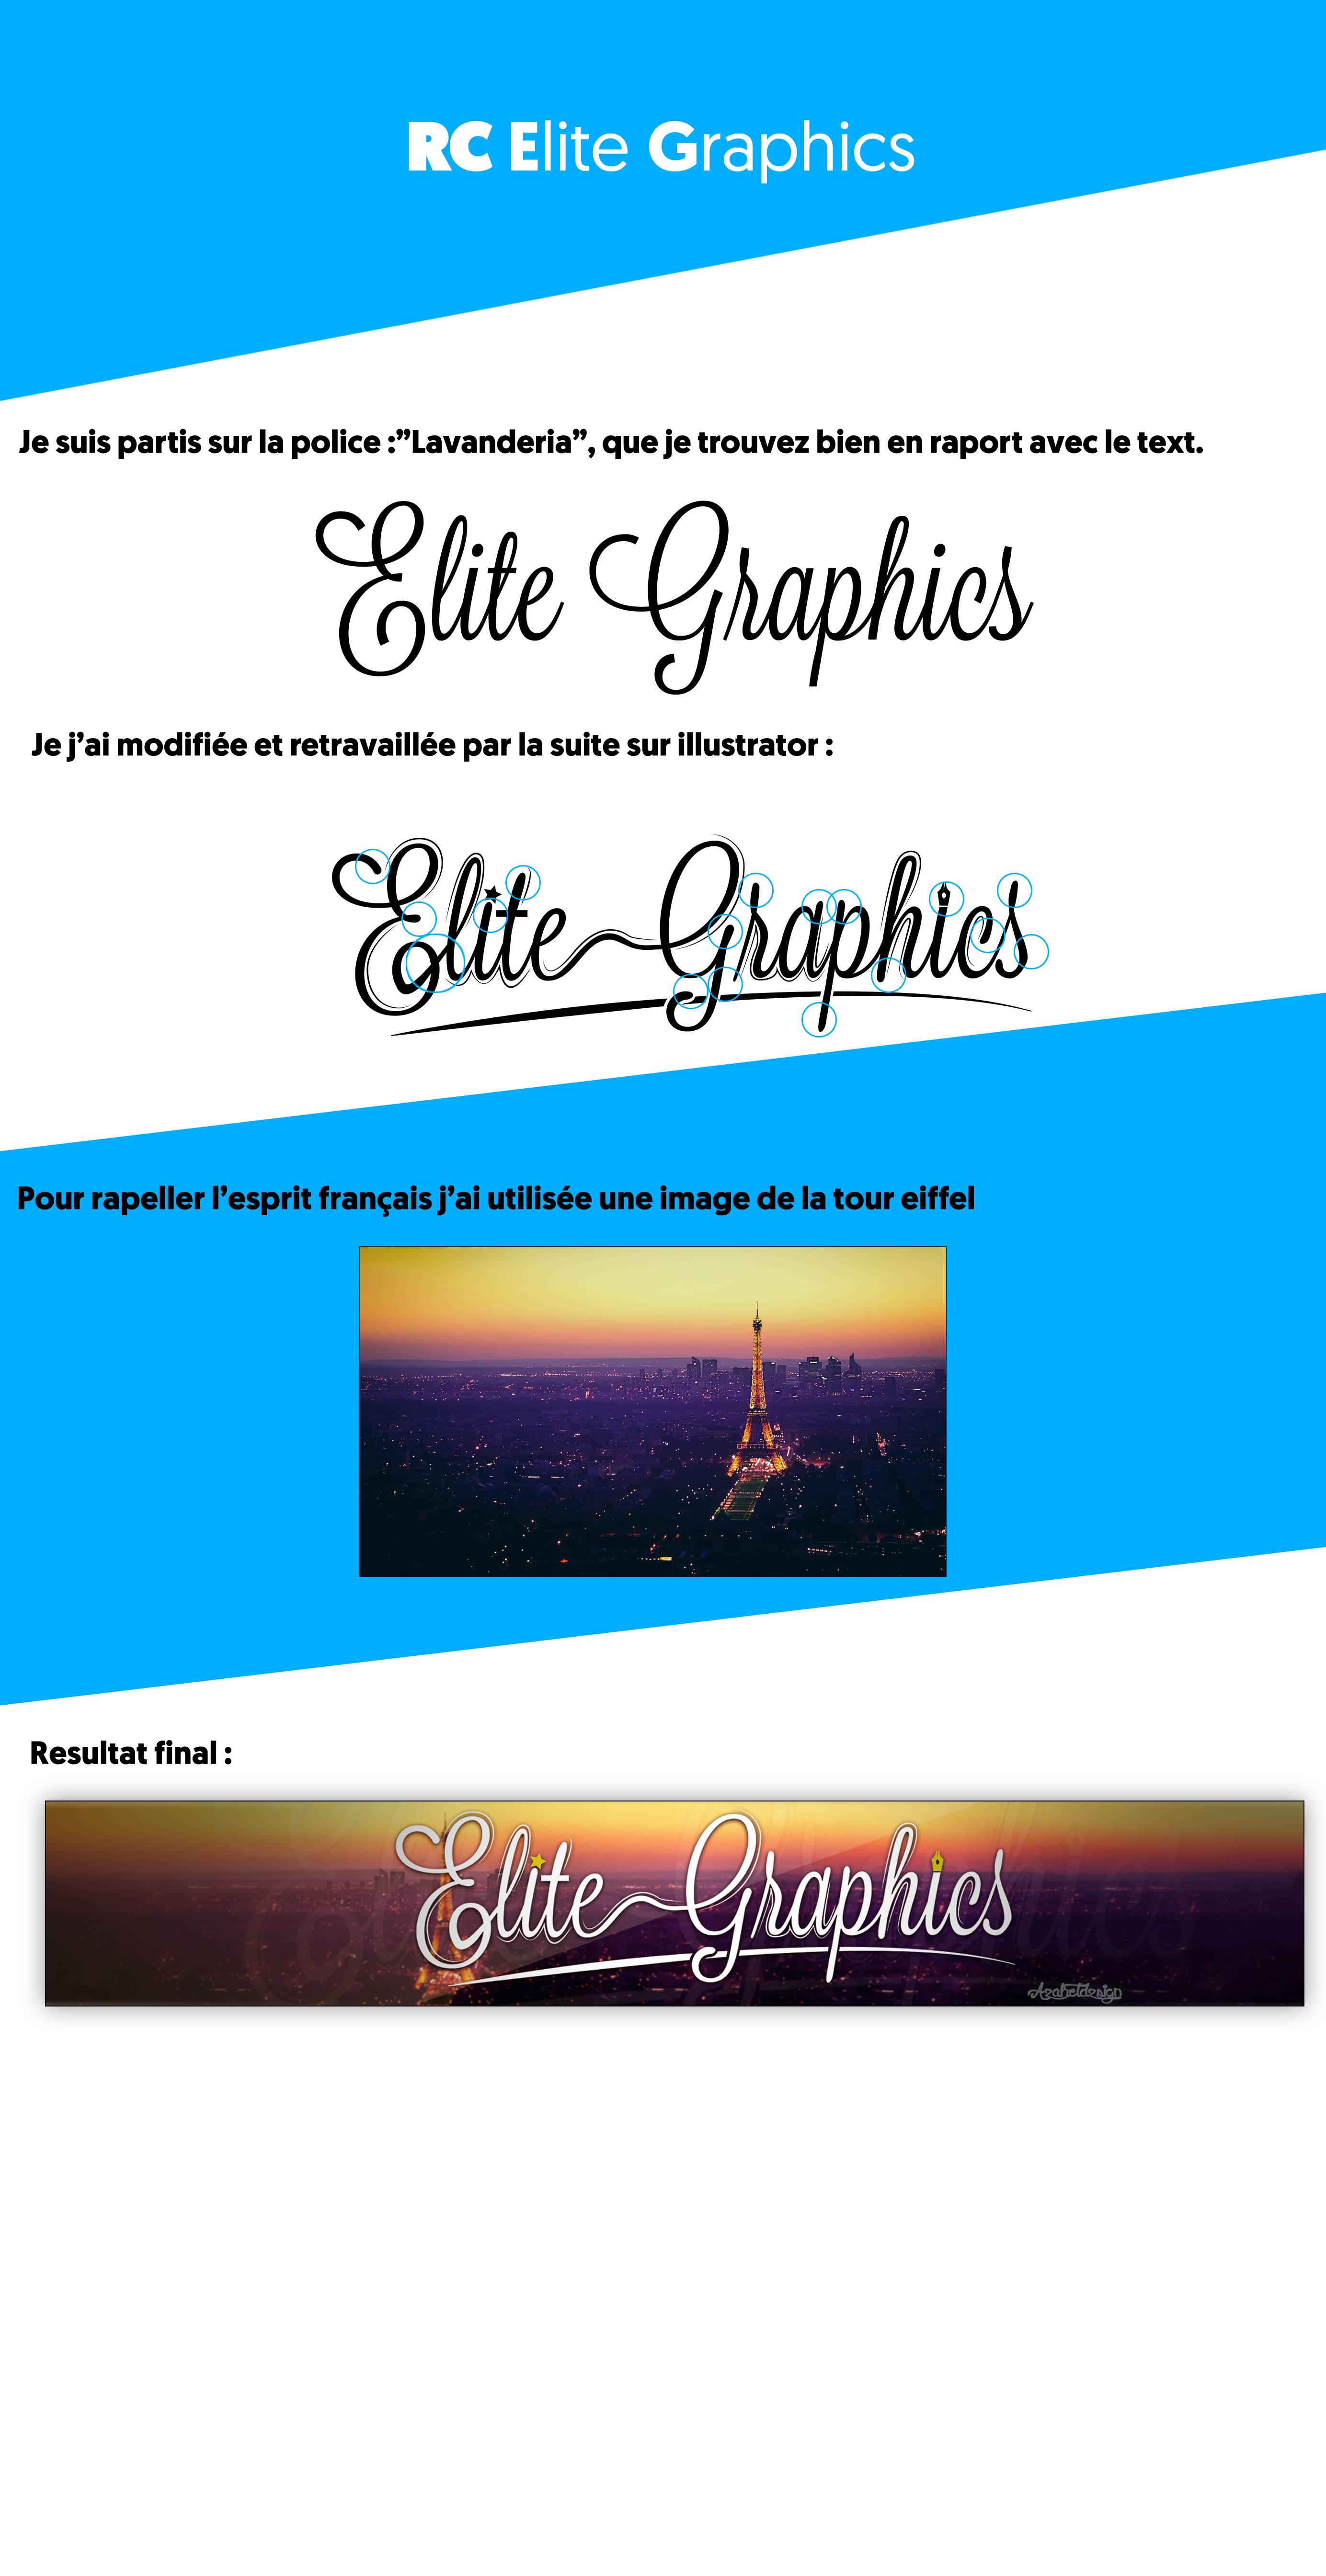 RC Elite Graphics
Je suis partis sur la police :”Lavanderia”, que je trouvez bien en raport avec le text.
Elite Graphics
Je j’ai modifiée et retravaillée par la suite sur illustrator :
Elite Graphics
Pour rapeller l’esprit français j’ai utilisée une image de la tour eiffel
Resultat final :
Elite Graphics